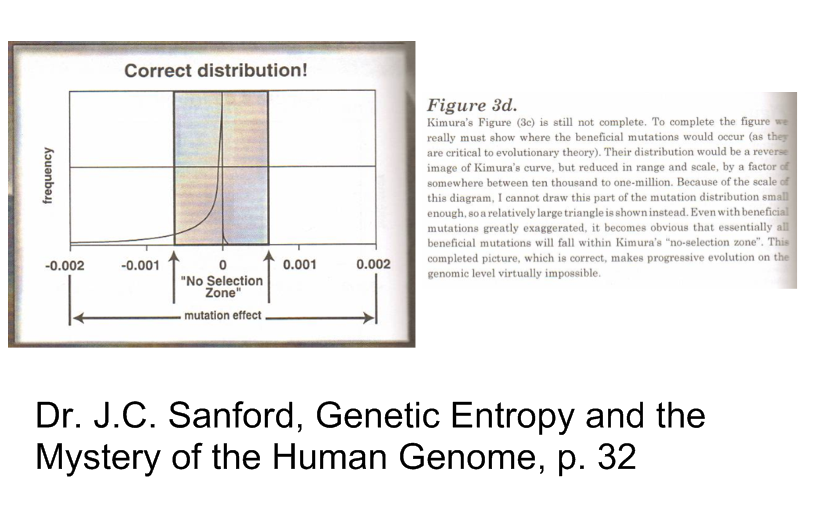 Correct distribution!
frequency
-0.002
-0.001
0
0.001
0.002
"No Selection
Zone"
mutation effect
Figure 3d.
Kimura's Figure (3c) is still not complete. To complete the figure we
really must show where the beneficial mutations would occur (as they
are critical to evolutionary theory). Their distribution would be a reverse
image of Kimura's curve, but reduced in range and scale, by a factor of
somewhere between ten thousand to one-million. Because of the scale of
this diagram, I cannot draw this part of the mutation distribution small
enough, so a relatively large triangle is shown instead. Even with beneficial
mutations greatly exaggerated, it becomes obvious that essentially all
beneficial mutations will fall within Kimura's "no-selection zone". This
completed picture, which is correct, makes progressive evolution on the
genomic level virtually impossible.
Dr. J.C. Sanford, Genetic Entropy and the
Mystery of the Human Genome, p. 32